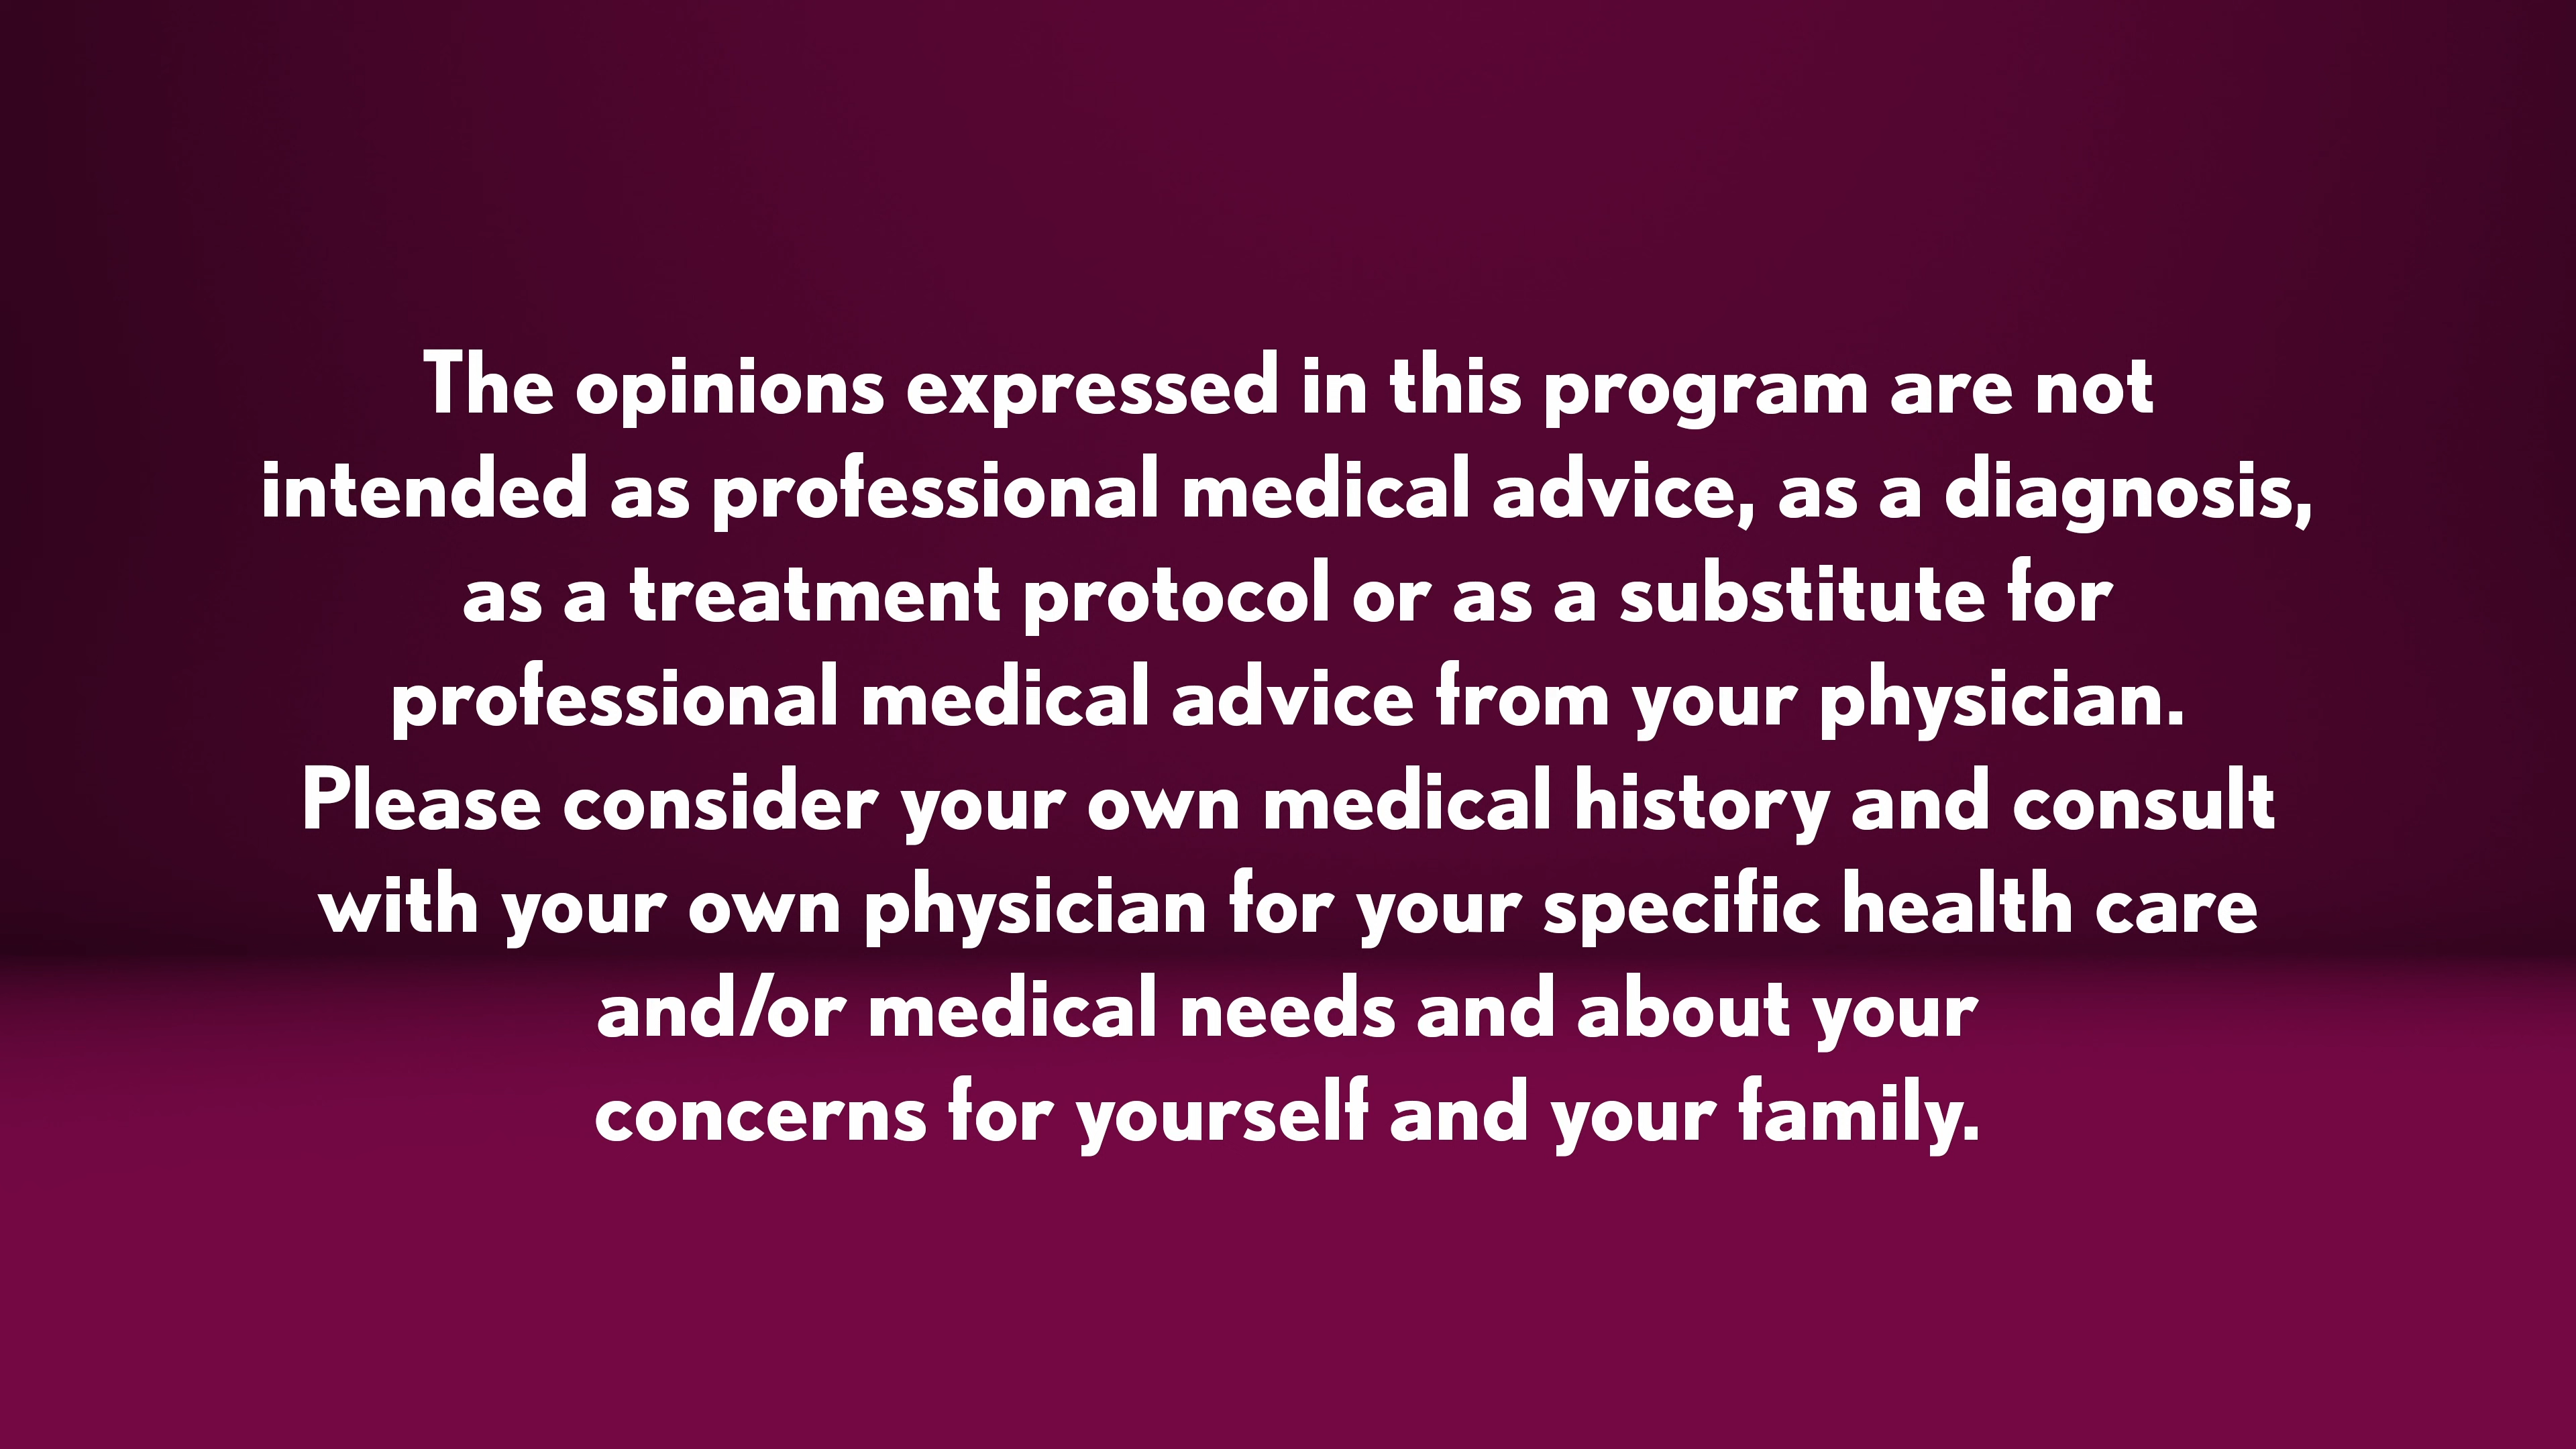 The opinions expressed in this program are not
intended as professional medical advice, as a diagnosis,
as a treatment protocol or as a substitute for
professional medical advice from your physician.
Please consider your own medical history and consult
with your own physician for your specific health care
and/or medical needs and about your
concerns for yourself and your family.